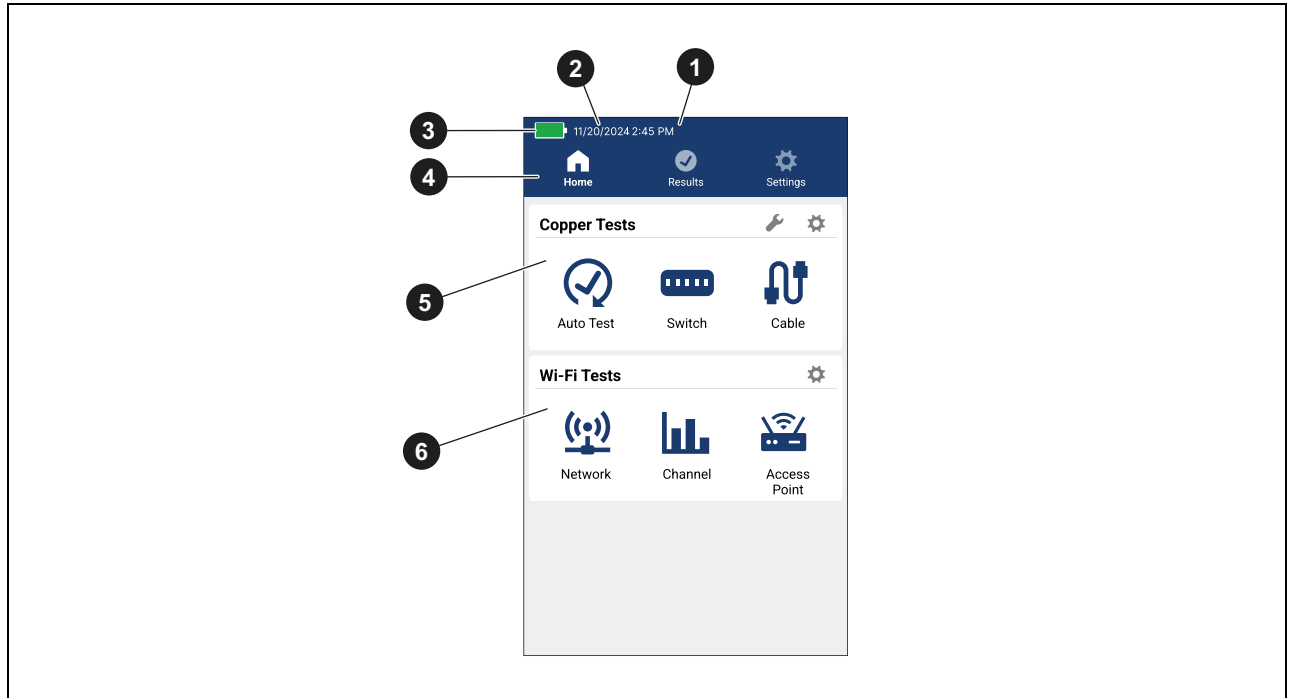 2
1
3
11/20/2024 2:45 PM
4
Home Results Settings
Copper Tests
5
Auto Test Switch Cable
Wi-Fi Tests
6
Network Channel Access
Point